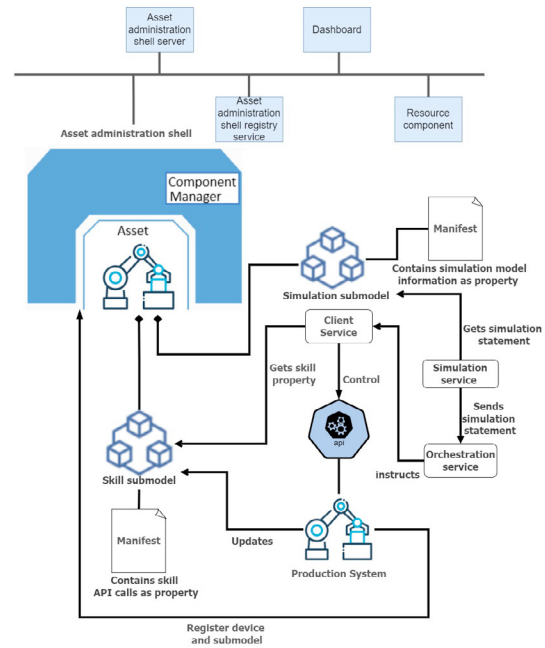 Asset
administration
shell server
Dashboard
Asset
administration
shell registry
service
Resource
component
Asset administration shell
Component
Manager
Asset
Manifest
Contains simulation model
information as property
Simulation submodel
Client
Service
Gets simulation
statement
Gets skill
property
Control
Simulation
service
Sends
simulation
statement
api
Orchestration
service
instructs
Skill submodel
Manifest
Updates
Contains skill
API calls as property
Production System
Register device
and submodel